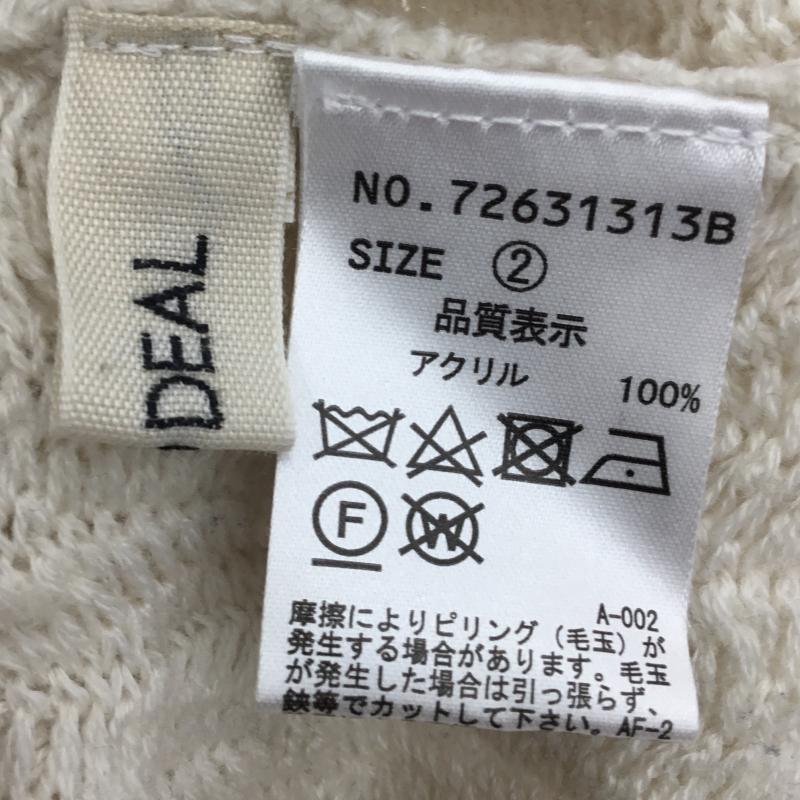 DEAL
NO.72631313B
SIZE ②
品質表示
アクリル 100%
F
W
A-002
摩擦によりピリング(毛玉)が
発生する場合があります。毛玉
が発生した場合は引っ張らず、
鋏等でカットして下さい。AF-2